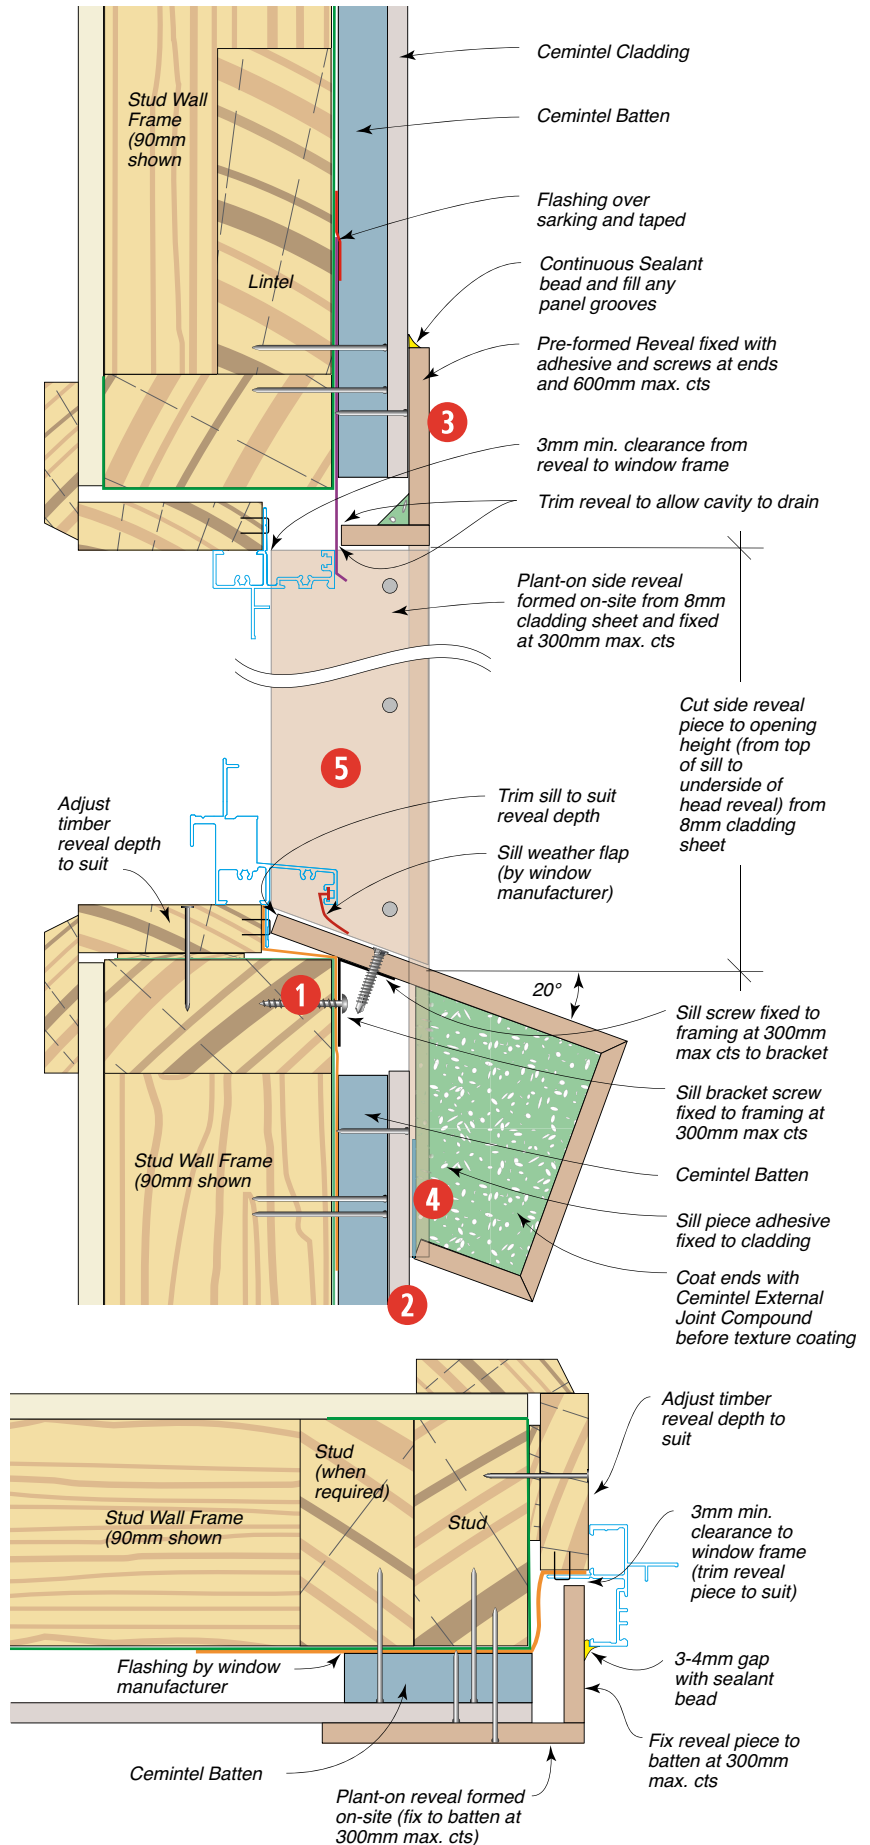 Cemintel Cladding
Stud Wall
Frame
(90mm
shown
Cemintel Batten
Flashing over
sarking and taped
Lintel
Continuous Sealant
bead and fill any
panel grooves
Pre-formed Reveal fixed with
adhesive and screws at ends
and 600mm max. cts
3
3mm min. clearance from
reveal to window frame
Trim reveal to allow cavity to drain
Plant-on side reveal
formed on-site from 8mm
cladding sheet and fixed
at 300mm max. cts
Cut side reveal
piece to opening
height (from top
of sill to
underside of
head reveal) from
8mm cladding
sheet
5
Adjust
timber
reveal depth
to suit
Trim sill to suit
reveal depth
Sill weather flap
(by window
manufacturer)
1
20°
Sill screw fixed to
framing at 300mm
max cts to bracket
Sill bracket screw
fixed to framing at
300mm max cts
Stud Wall Frame
(90mm shown
Cemintel Batten
4
Sill piece adhesive
fixed to cladding
2
Coat ends with
Cemintel External
Joint Compound
before texture coating
Adjust timber
reveal depth to
suit
Stud
(when
required)
Stud Wall Frame
(90mm shown
Stud
3mm min.
clearance to
window frame
(trim reveal
piece to suit)
Flashing by window
manufacturer
3-4mm gap
with sealant
bead
Fix reveal piece to
batten at 300mm
max. cts
Cemintel Batten
Plant-on reveal formed
on-site (fix to batten at
300mm max. cts)